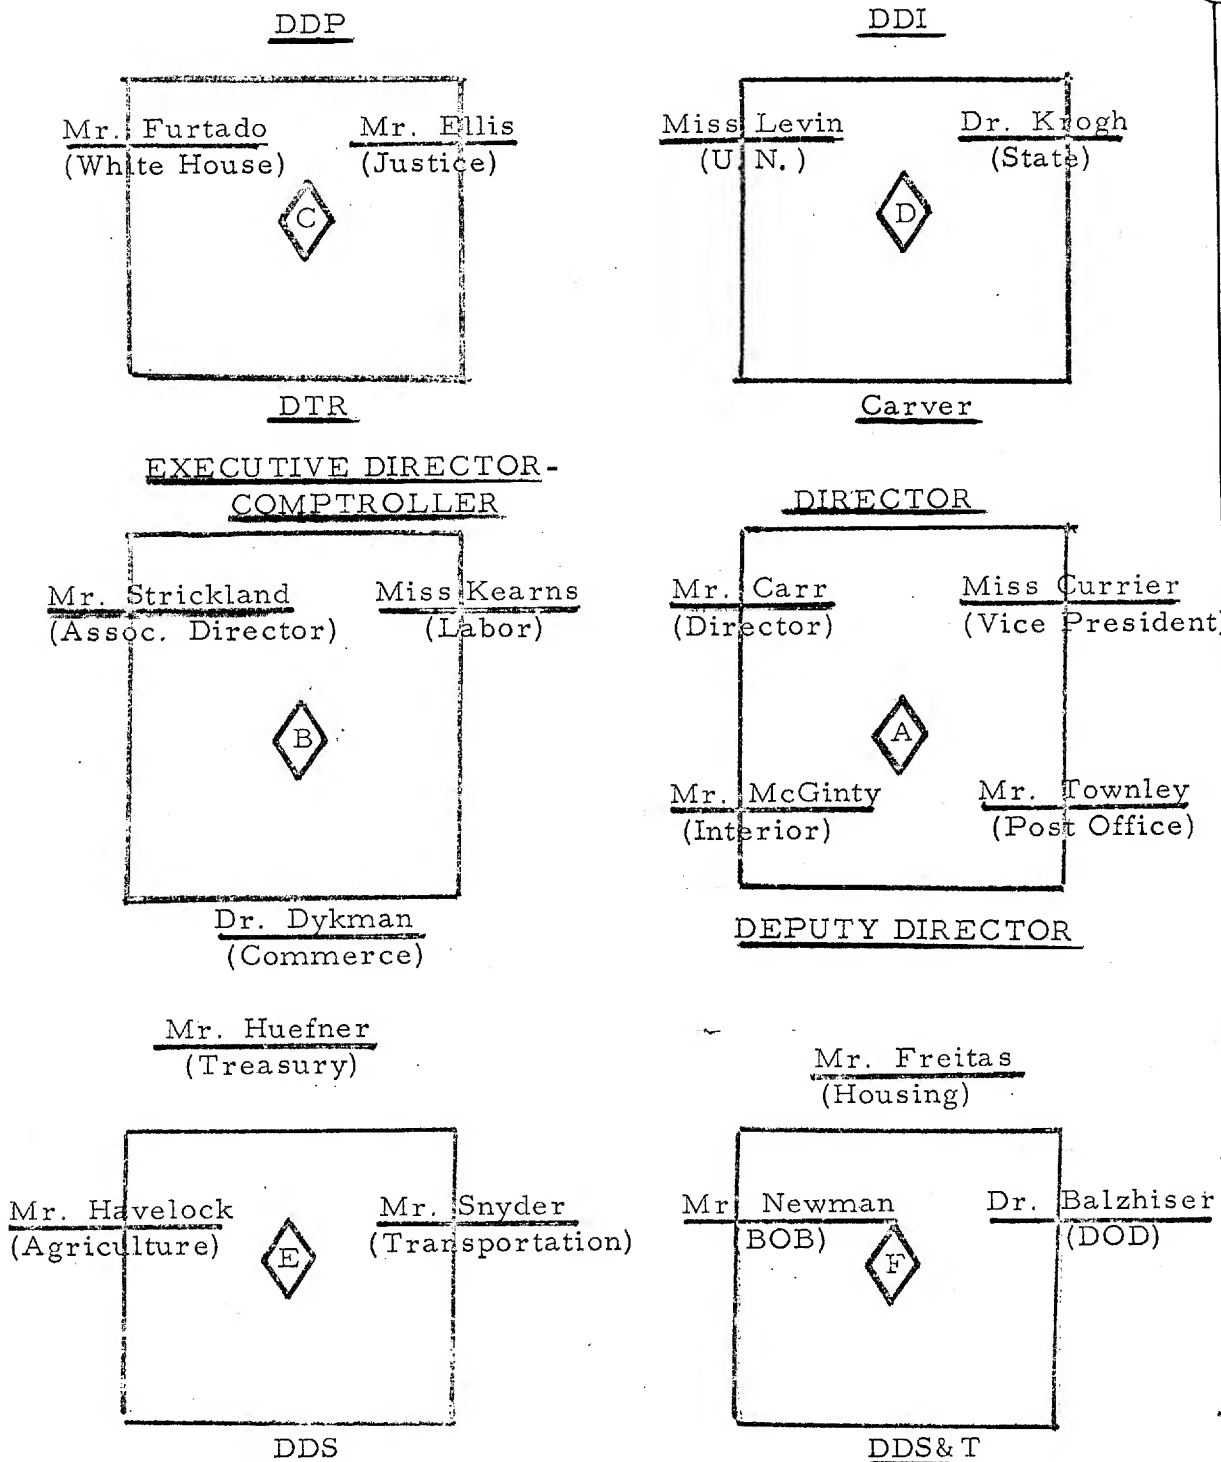 DDP
Mr. Furtado
(White House)
Mr. Ellis
(Justice)
C
DTR
DDI
Miss Levin
(U. N. )
Dr. Krogh
(State)
D
Carver
EXECUTIVE DIRECTOR-
COMPTROLLER
Mr. Strickland
(Assoc. Director)
Miss Kearns
(Labor)
B
Dr. Dykman
(Commerce)
DIRECTOR
Mr. Carr
(Director)
Miss Currier
(Vice President)
A
Mr. McGinty
(Interior)
Mr. Townley
(Post Office)
DEPUTY DIRECTOR
Mr. Huefner
(Treasury)
Mr. Havelock
(Agriculture)
Mr. Snyder
(Transportation)
E
DDS
Mr. Freitas
(Housing)
Mr Newman
BOB)
Dr. Balzhiser
(DOD)
F
DDS&T